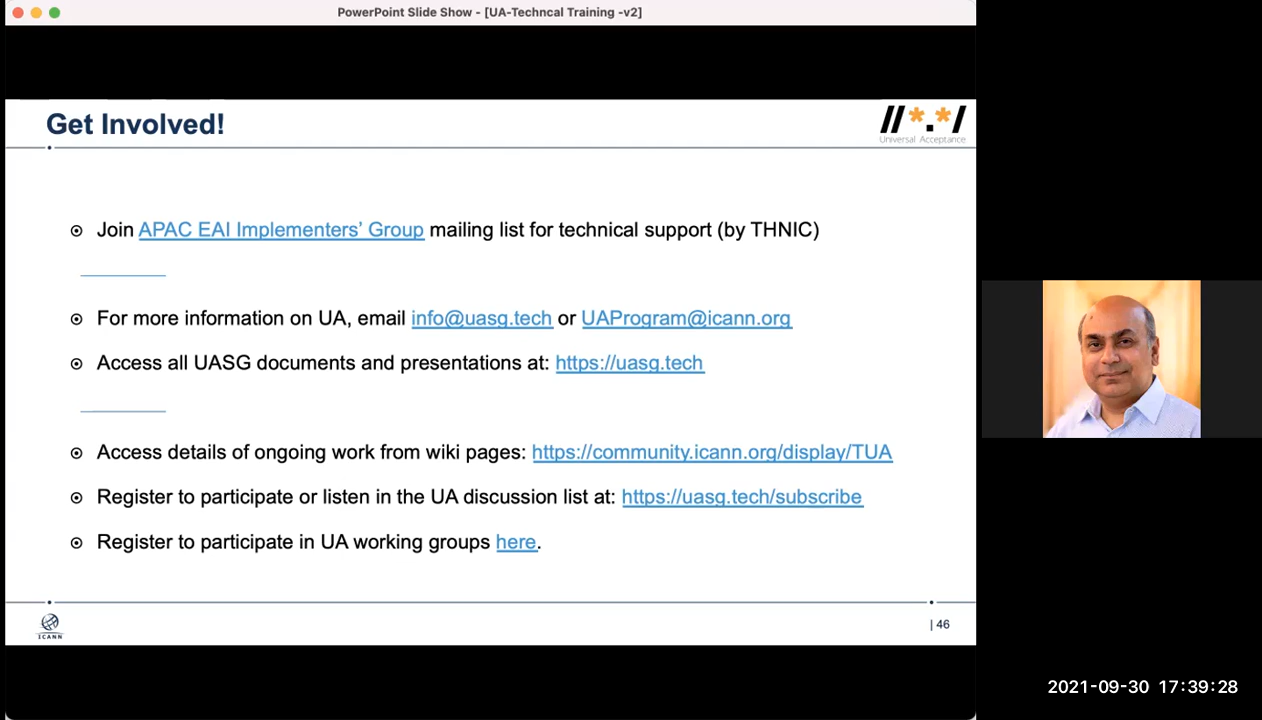 PowerPoint Slide Show - [UA-Techncal Training -v2]
Get Involved!
//*.*/
Universal Acceptance
Join APAC EAI Implementers' Group mailing list for technical support (by THNIC)
For more information on UA, email info@uasg.tech or UAProgram@icann.org
Access all UASG documents and presentations at: https://uasg.tech
Access details of ongoing work from wiki pages: https://community.icann.org/display/TUA
Register to participate or listen in the UA discussion list at: https://uasg.tech/subscribe
Register to participate in UA working groups here.
ICANN
| 46
2021-09-30 17:39:28